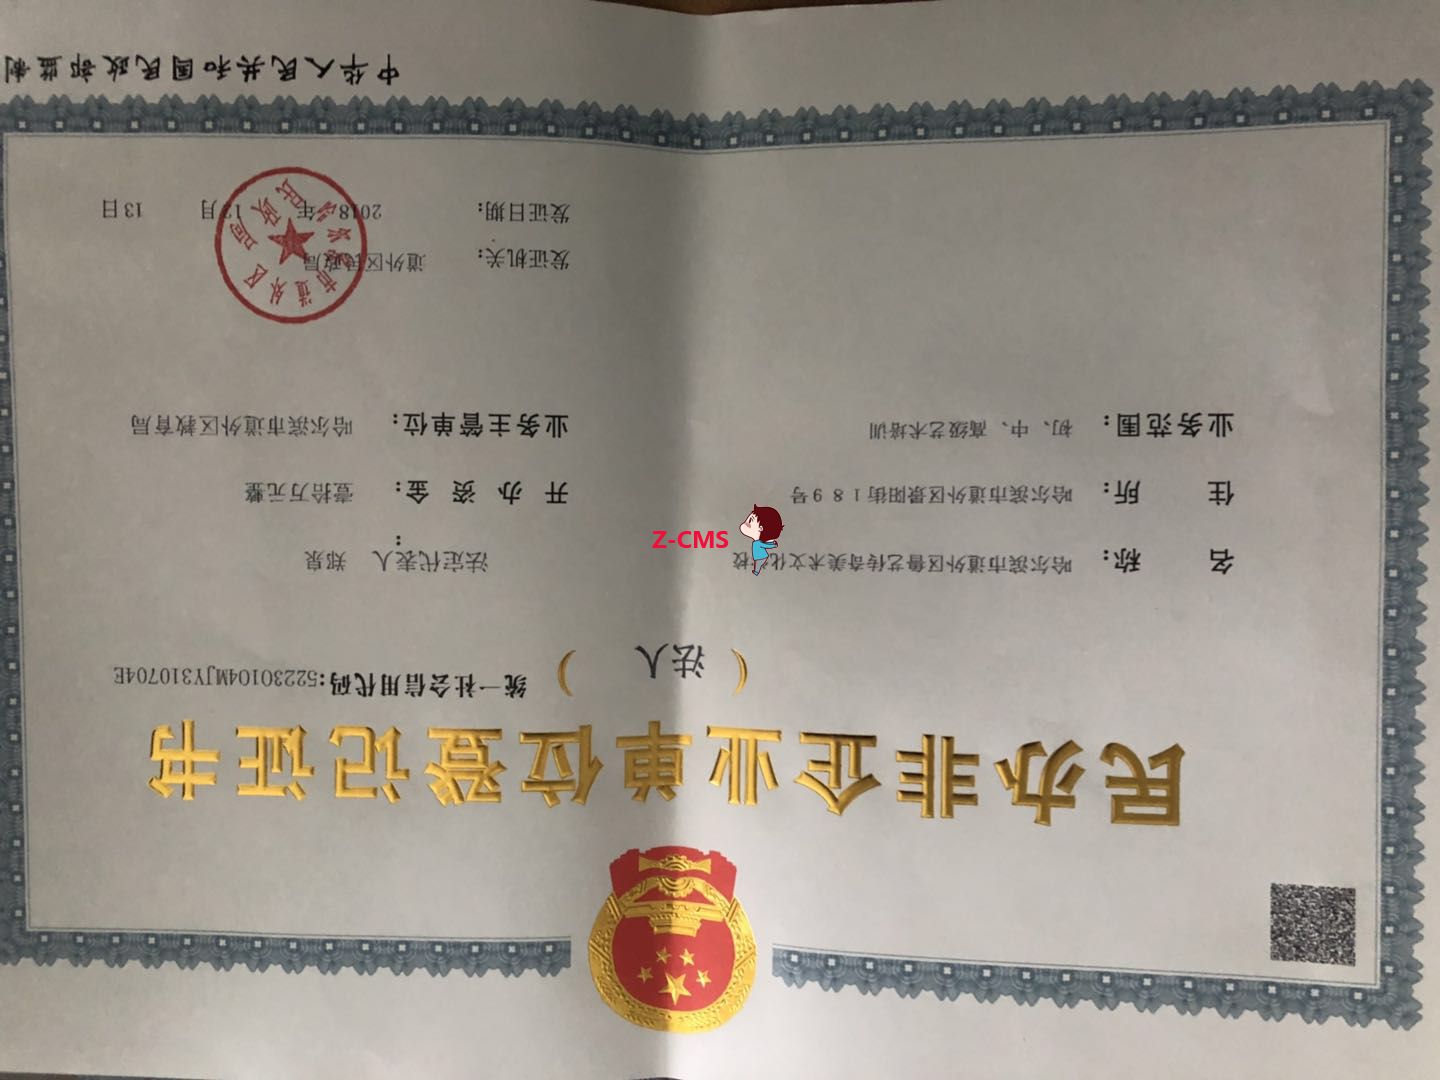 民办非企业单位登记证书
（法人）
统一社会信用代码:52230104MJY310704E
名称: 哈尔滨市道外区鲁艺传奇美术文化 校
住所: 哈尔滨市道外区景阳街189号
业务范围: 初、中、高级艺术培训
法定代表人: 郑泉
开办资金: 壹拾万元整
业务主管单位: 哈尔滨市道外区教育局
发证机关: 道外区民政局
发证日期: 2018年 12月 13日
哈尔滨市道外区民政局
中华人民共和国民政部监制
Z-CMS